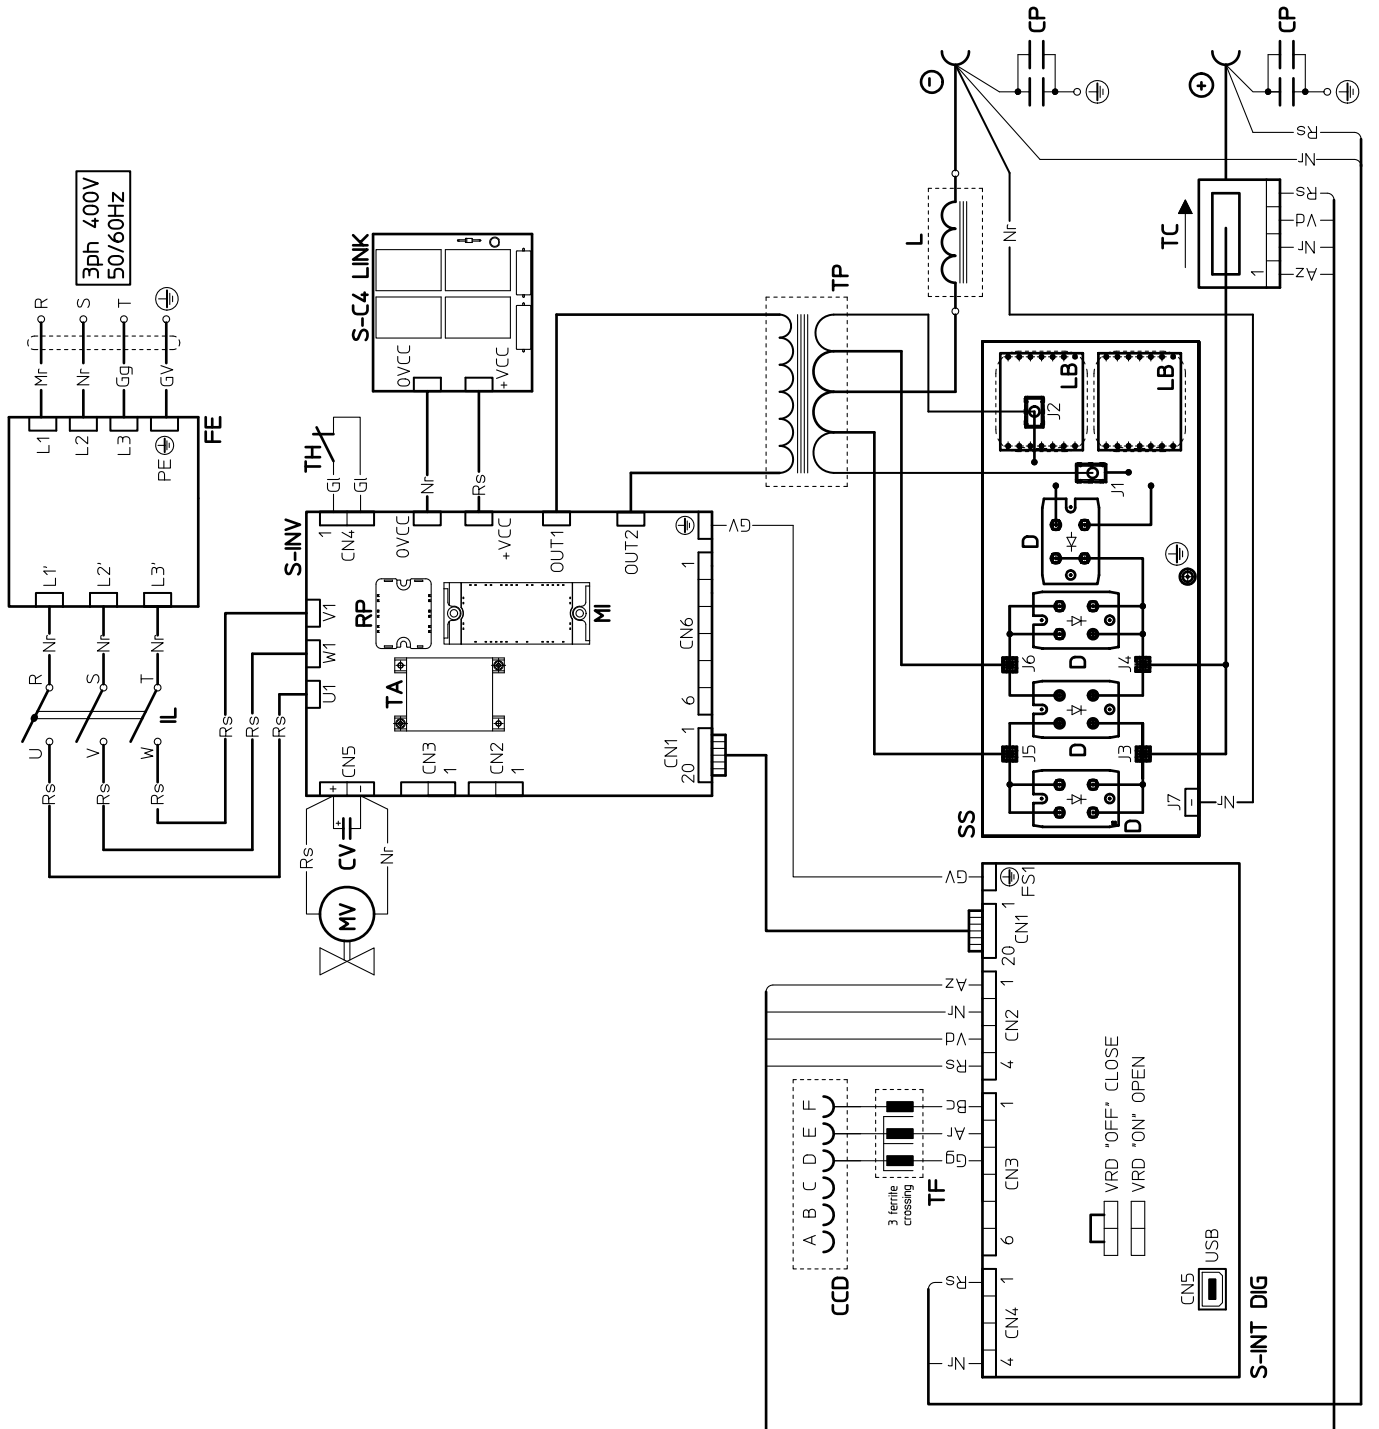 3ph 400V
50/60Hz
R
S
T
Mr
Nr
Gg
GV
L1
L2
L3
PE
FE
L1'
L2'
L3'
Nr
Nr
Nr
R
S
T
IL
U
V
W
Rs
Rs
Rs
Rs
Rs
Rs
S-C4 LINK
0VCC
+VCC
Nr
Rs
TH
Gl
Gl
S-INV
1
CN4
0VCC
+VCC
OUT1
OUT2
V1
W1
U1
RP
MI
TA
CN5
+
-
CN3
1
CN2
1
1
CN6
6
CN1
1
20
GV
Rs
+
CV
Nr
MV
TP
L
-
CP
+
CP
Nr
Rs
Nr
TC
1
Rs
Vd
Nr
Az
SS
LB
LB
J2
J1
D
D
D
D
J6
J4
J5
J3
J7
-
Nr
GV
FS1
1
CN1
20
Az
Nr
Vd
Rs
1
CN2
4
Bc
Ar
Gg
1
CN3
6
Rs
Nr
1
CN4
4
CCD
A
B
C
D
E
F
TF
3 ferrite
crossing
VRD "OFF" CLOSE
VRD "ON" OPEN
CN5
USB
S-INT DIG